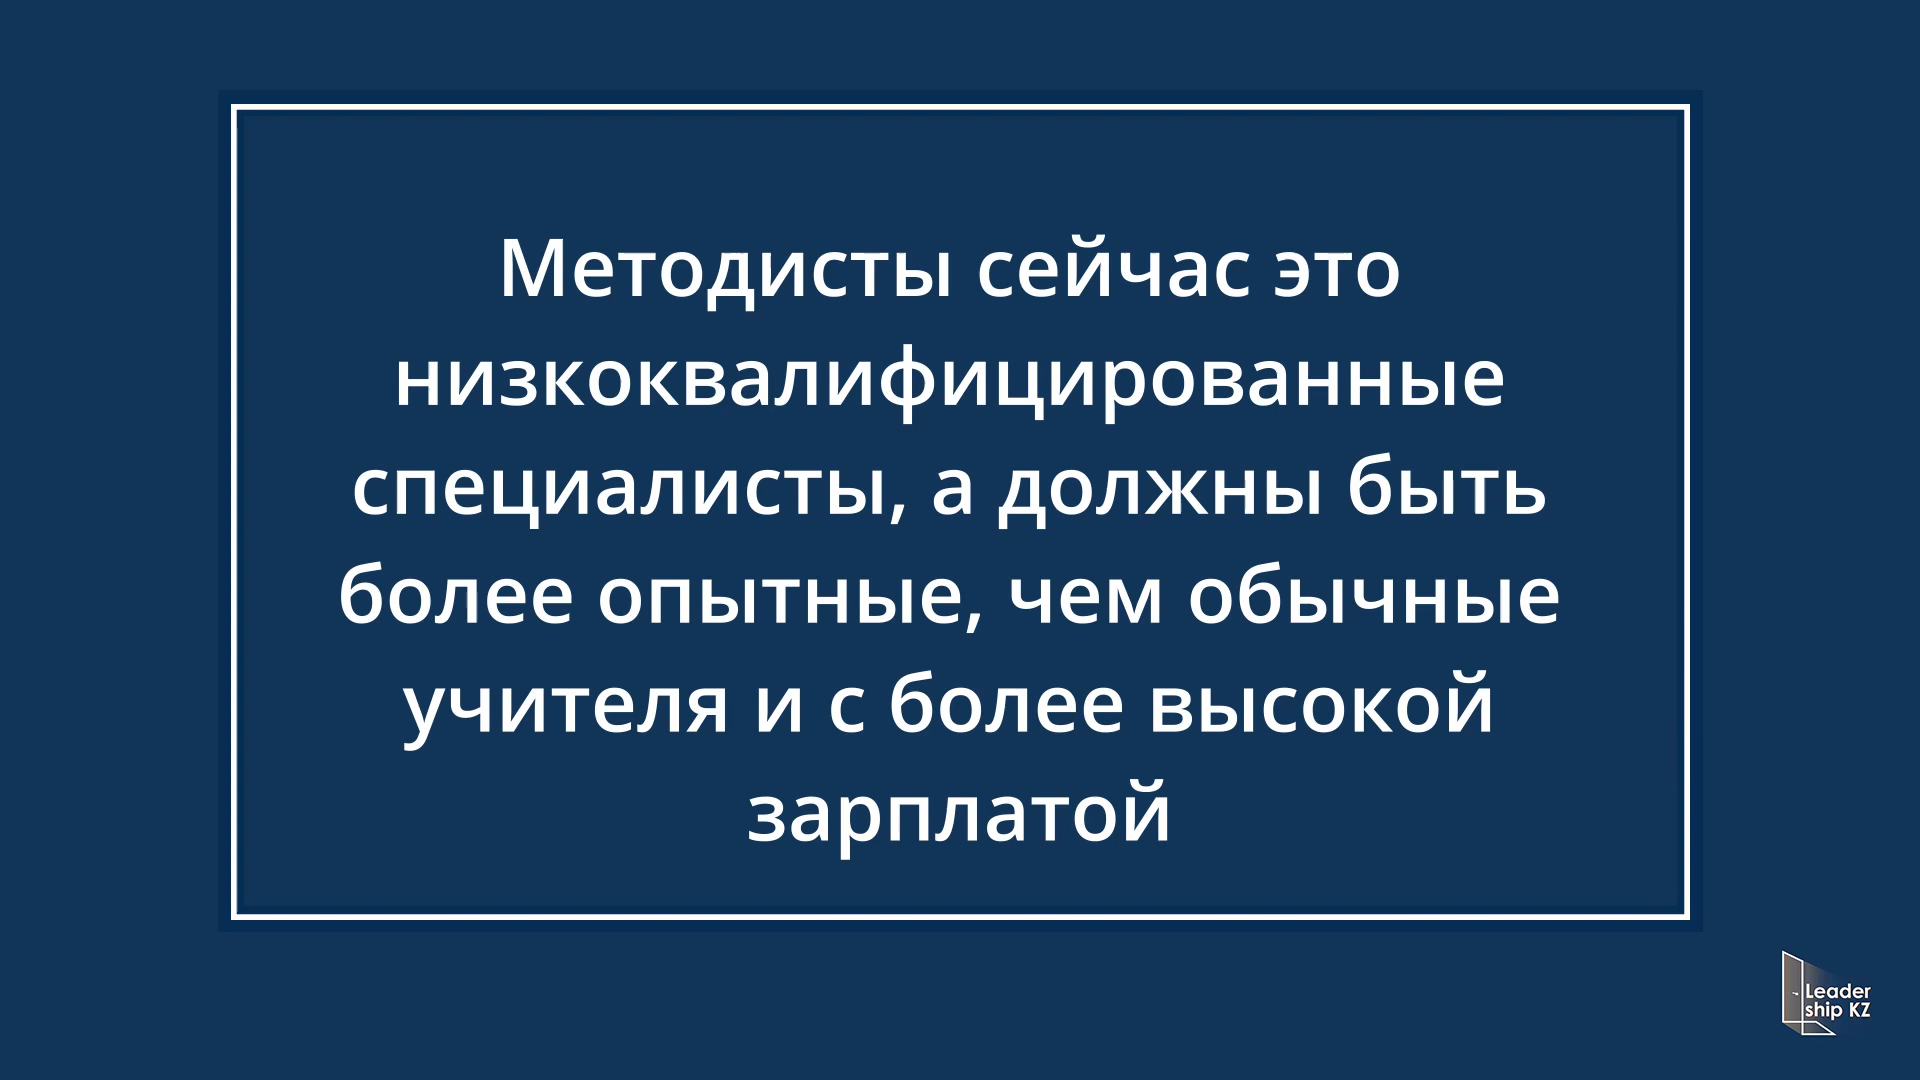 Методисты сейчас это
низкоквалифицированные
специалисты, а должны быть
более опытные, чем обычные
учителя и с более высокой
зарплатой
Leader
ship KZ